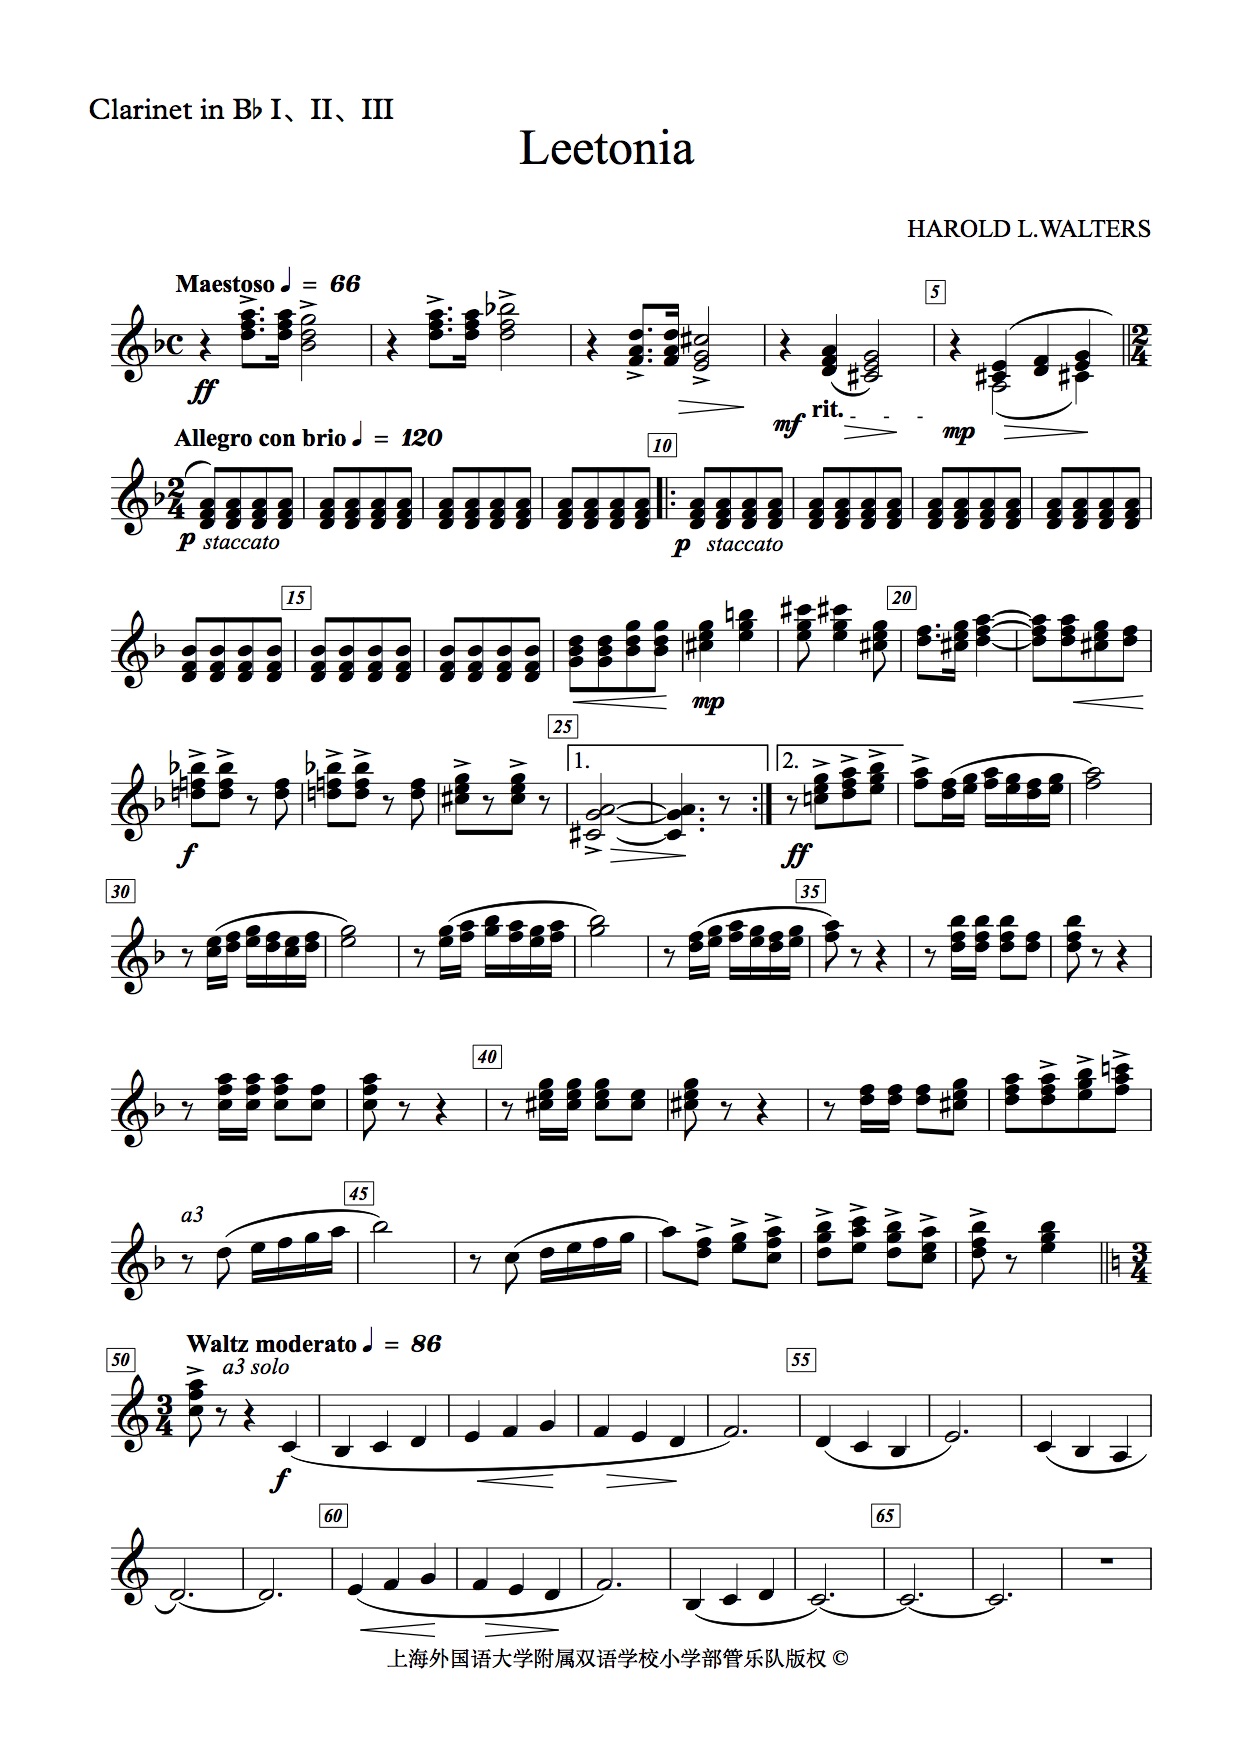 Clarinet in B♭ I、II、III
Leetonia
HAROLD L.WALTERS
Maestoso ♩ = 66
5
ff
mf rit. - - -
mp
Allegro con brio ♩ = 120
10
p staccato
p staccato
15
20
mp
25
1.
2.
f
ff
30
35
40
a3
45
Waltz moderato ♩ = 86
50
a3 solo
55
f
60
65
上海外国语大学附属双语学校小学部管乐队版权 ©